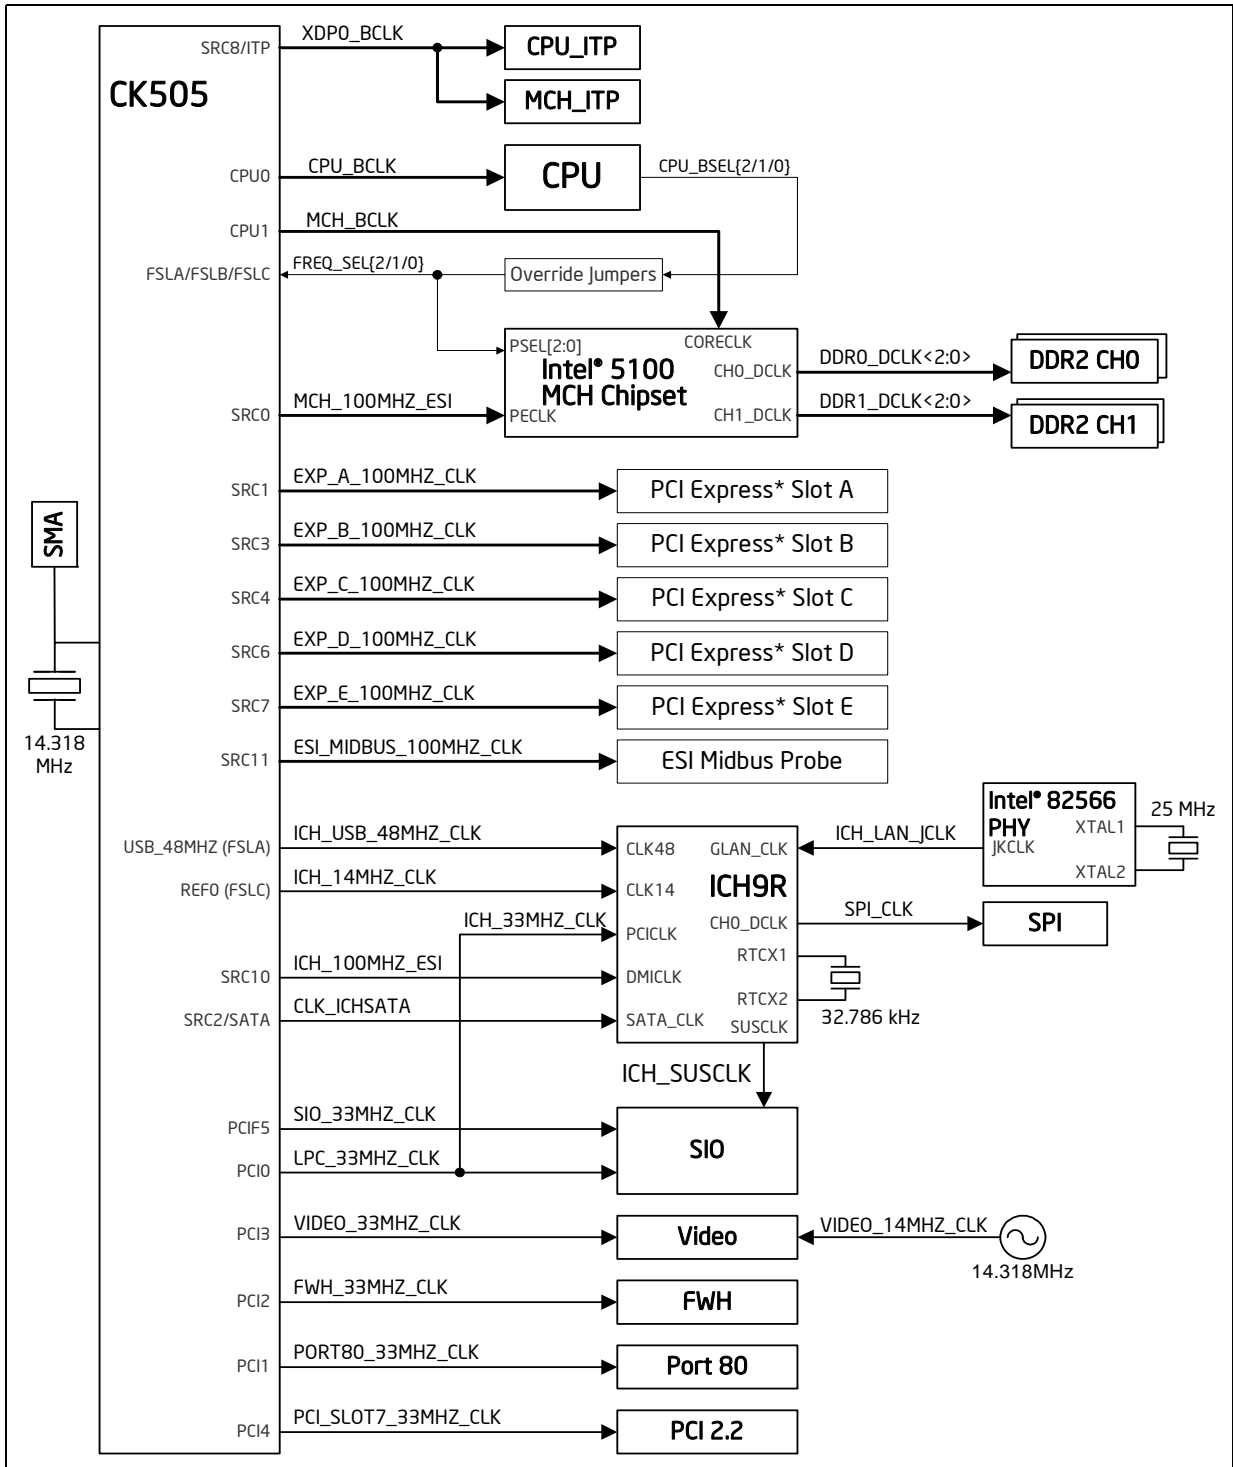 XDP0_BCLK
SRC8/ITP
CPU_ITP
CK505
MCH_ITP
CPU0
CPU_BCLK
CPU
CPU_BSEL{2/1/0}
CPU1
MCH_BCLK
FSLA/FSLB/FSLC
FREQ_SEL{2/1/0}
Override Jumpers
PSEL[2:0]
CORECLK
Intel® 5100
MCH Chipset
CH0_DCLK
DDR0_DCLK<2:0>
DDR2 CH0
SRC0
MCH_100MHZ_ESI
PECLK
CH1_DCLK
DDR1_DCLK<2:0>
DDR2 CH1
SRC1
EXP_A_100MHZ_CLK
PCI Express* Slot A
SMA
SRC3
EXP_B_100MHZ_CLK
PCI Express* Slot B
SRC4
EXP_C_100MHZ_CLK
PCI Express* Slot C
SRC6
EXP_D_100MHZ_CLK
PCI Express* Slot D
SRC7
EXP_E_100MHZ_CLK
PCI Express* Slot E
14.318
MHz
SRC11
ESI_MIDBUS_100MHZ_CLK
ESI Midbus Probe
Intel® 82566
PHY
XTAL1
25 MHz
JKCLK
XTAL2
USB_48MHZ (FSLA)
ICH_USB_48MHZ_CLK
CLK48
GLAN_CLK
ICH_LAN_JCLK
REF0 (FSLC)
ICH_14MHZ_CLK
CLK14
ICH9R
ICH_33MHZ_CLK
PCICLK
CH0_DCLK
SPI_CLK
SPI
RTCX1
SRC10
ICH_100MHZ_ESI
DMICLK
RTCX2
SRC2/SATA
CLK_ICHSATA
SATA_CLK
SUSCLK
32.786 kHz
ICH_SUSCLK
PCIF5
SIO_33MHZ_CLK
SIO
PCI0
LPC_33MHZ_CLK
PCI3
VIDEO_33MHZ_CLK
Video
VIDEO_14MHZ_CLK
14.318MHz
PCI2
FWH_33MHZ_CLK
FWH
PCI1
PORT80_33MHZ_CLK
Port 80
PCI4
PCI_SLOT7_33MHZ_CLK
PCI 2.2